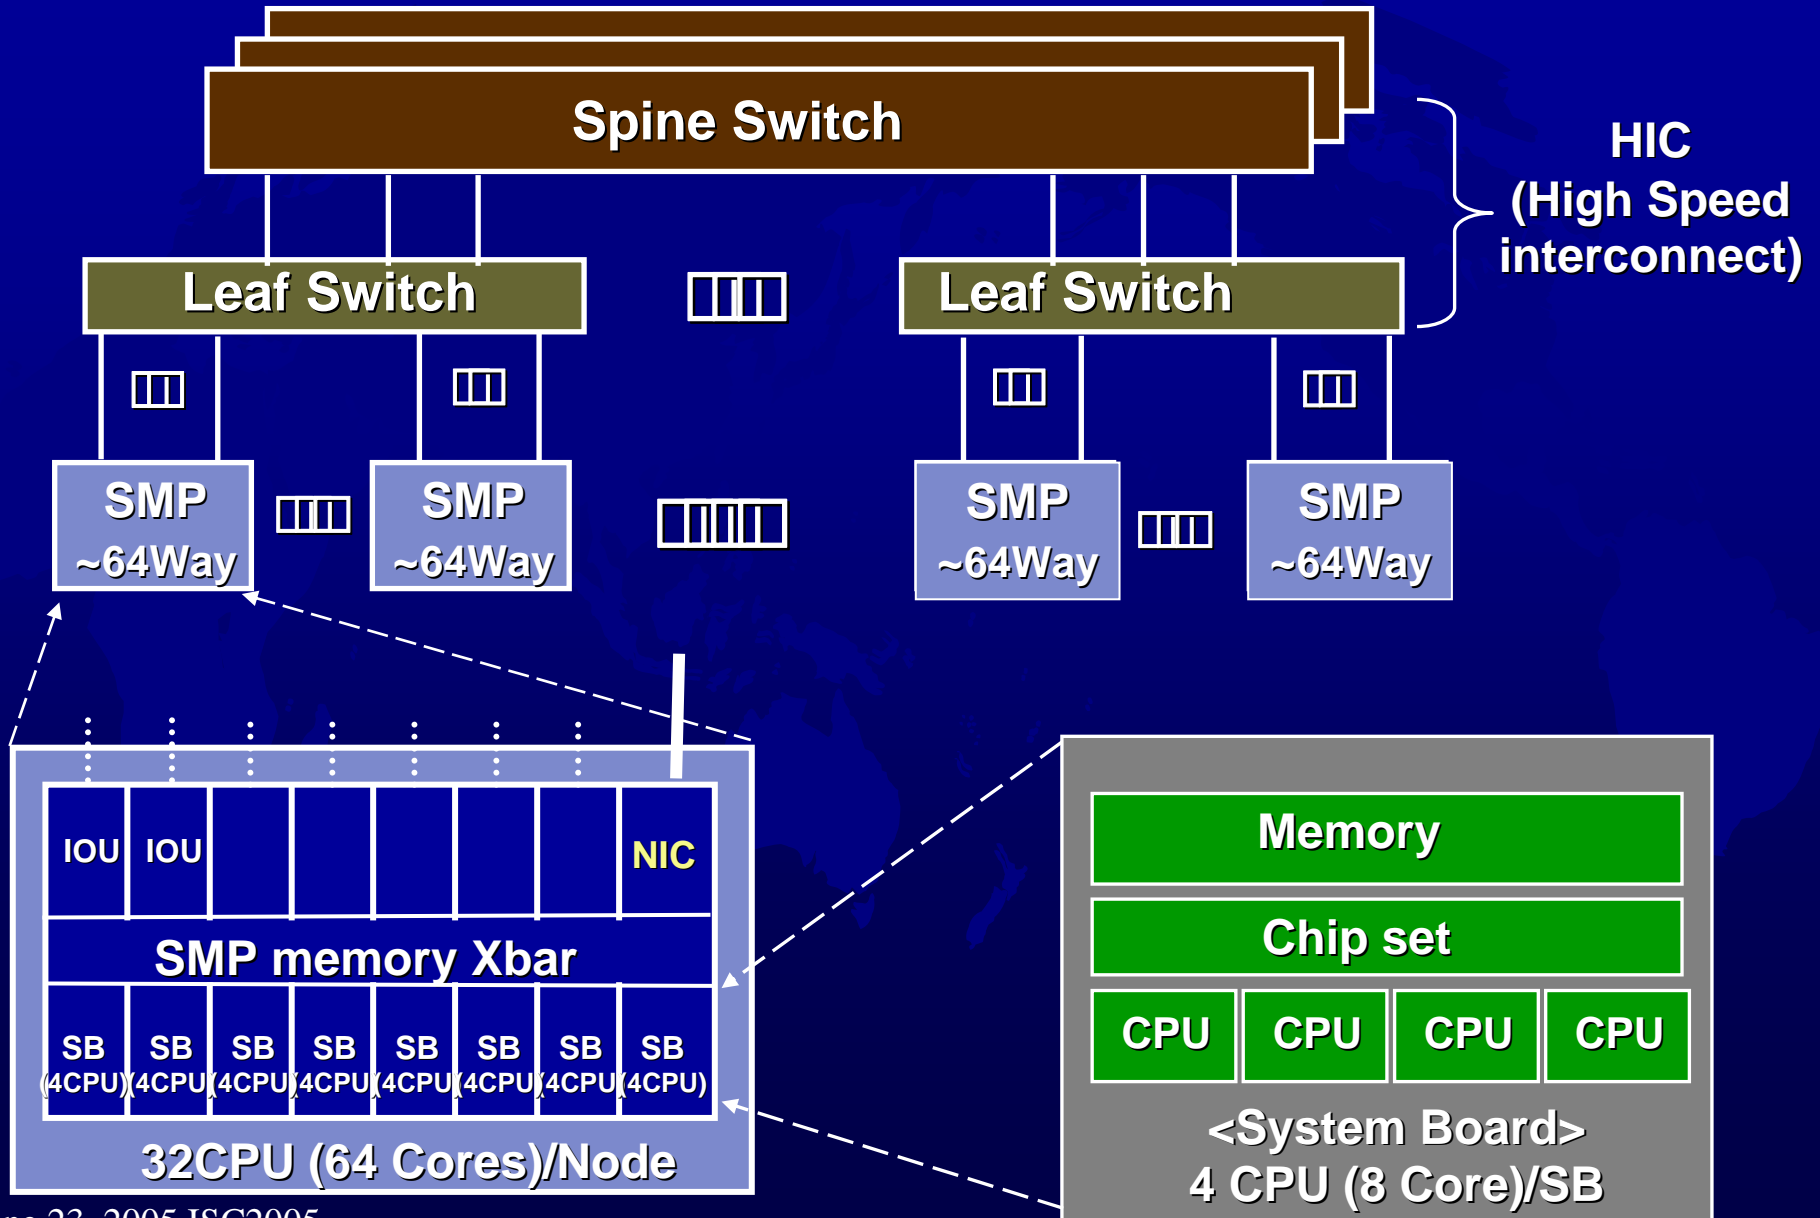 Spine Switch
HIC
(High Speed
interconnect)
Leaf Switch
Leaf Switch
SMP
~64Way
SMP
~64Way
SMP
~64Way
SMP
~64Way
IOU IOU NIC
SMP memory Xbar
SB SB SB SB SB SB SB SB
(4CPU) (4CPU (4CPU (4CPU (4CPU (4CPU (4CPU (4CPU)
32CPU (64 Cores)/Node
Memory
Chip set
CPU CPU CPU CPU
<System Board>
4 CPU (8 Core)/SB
23, 2005 ISC2005